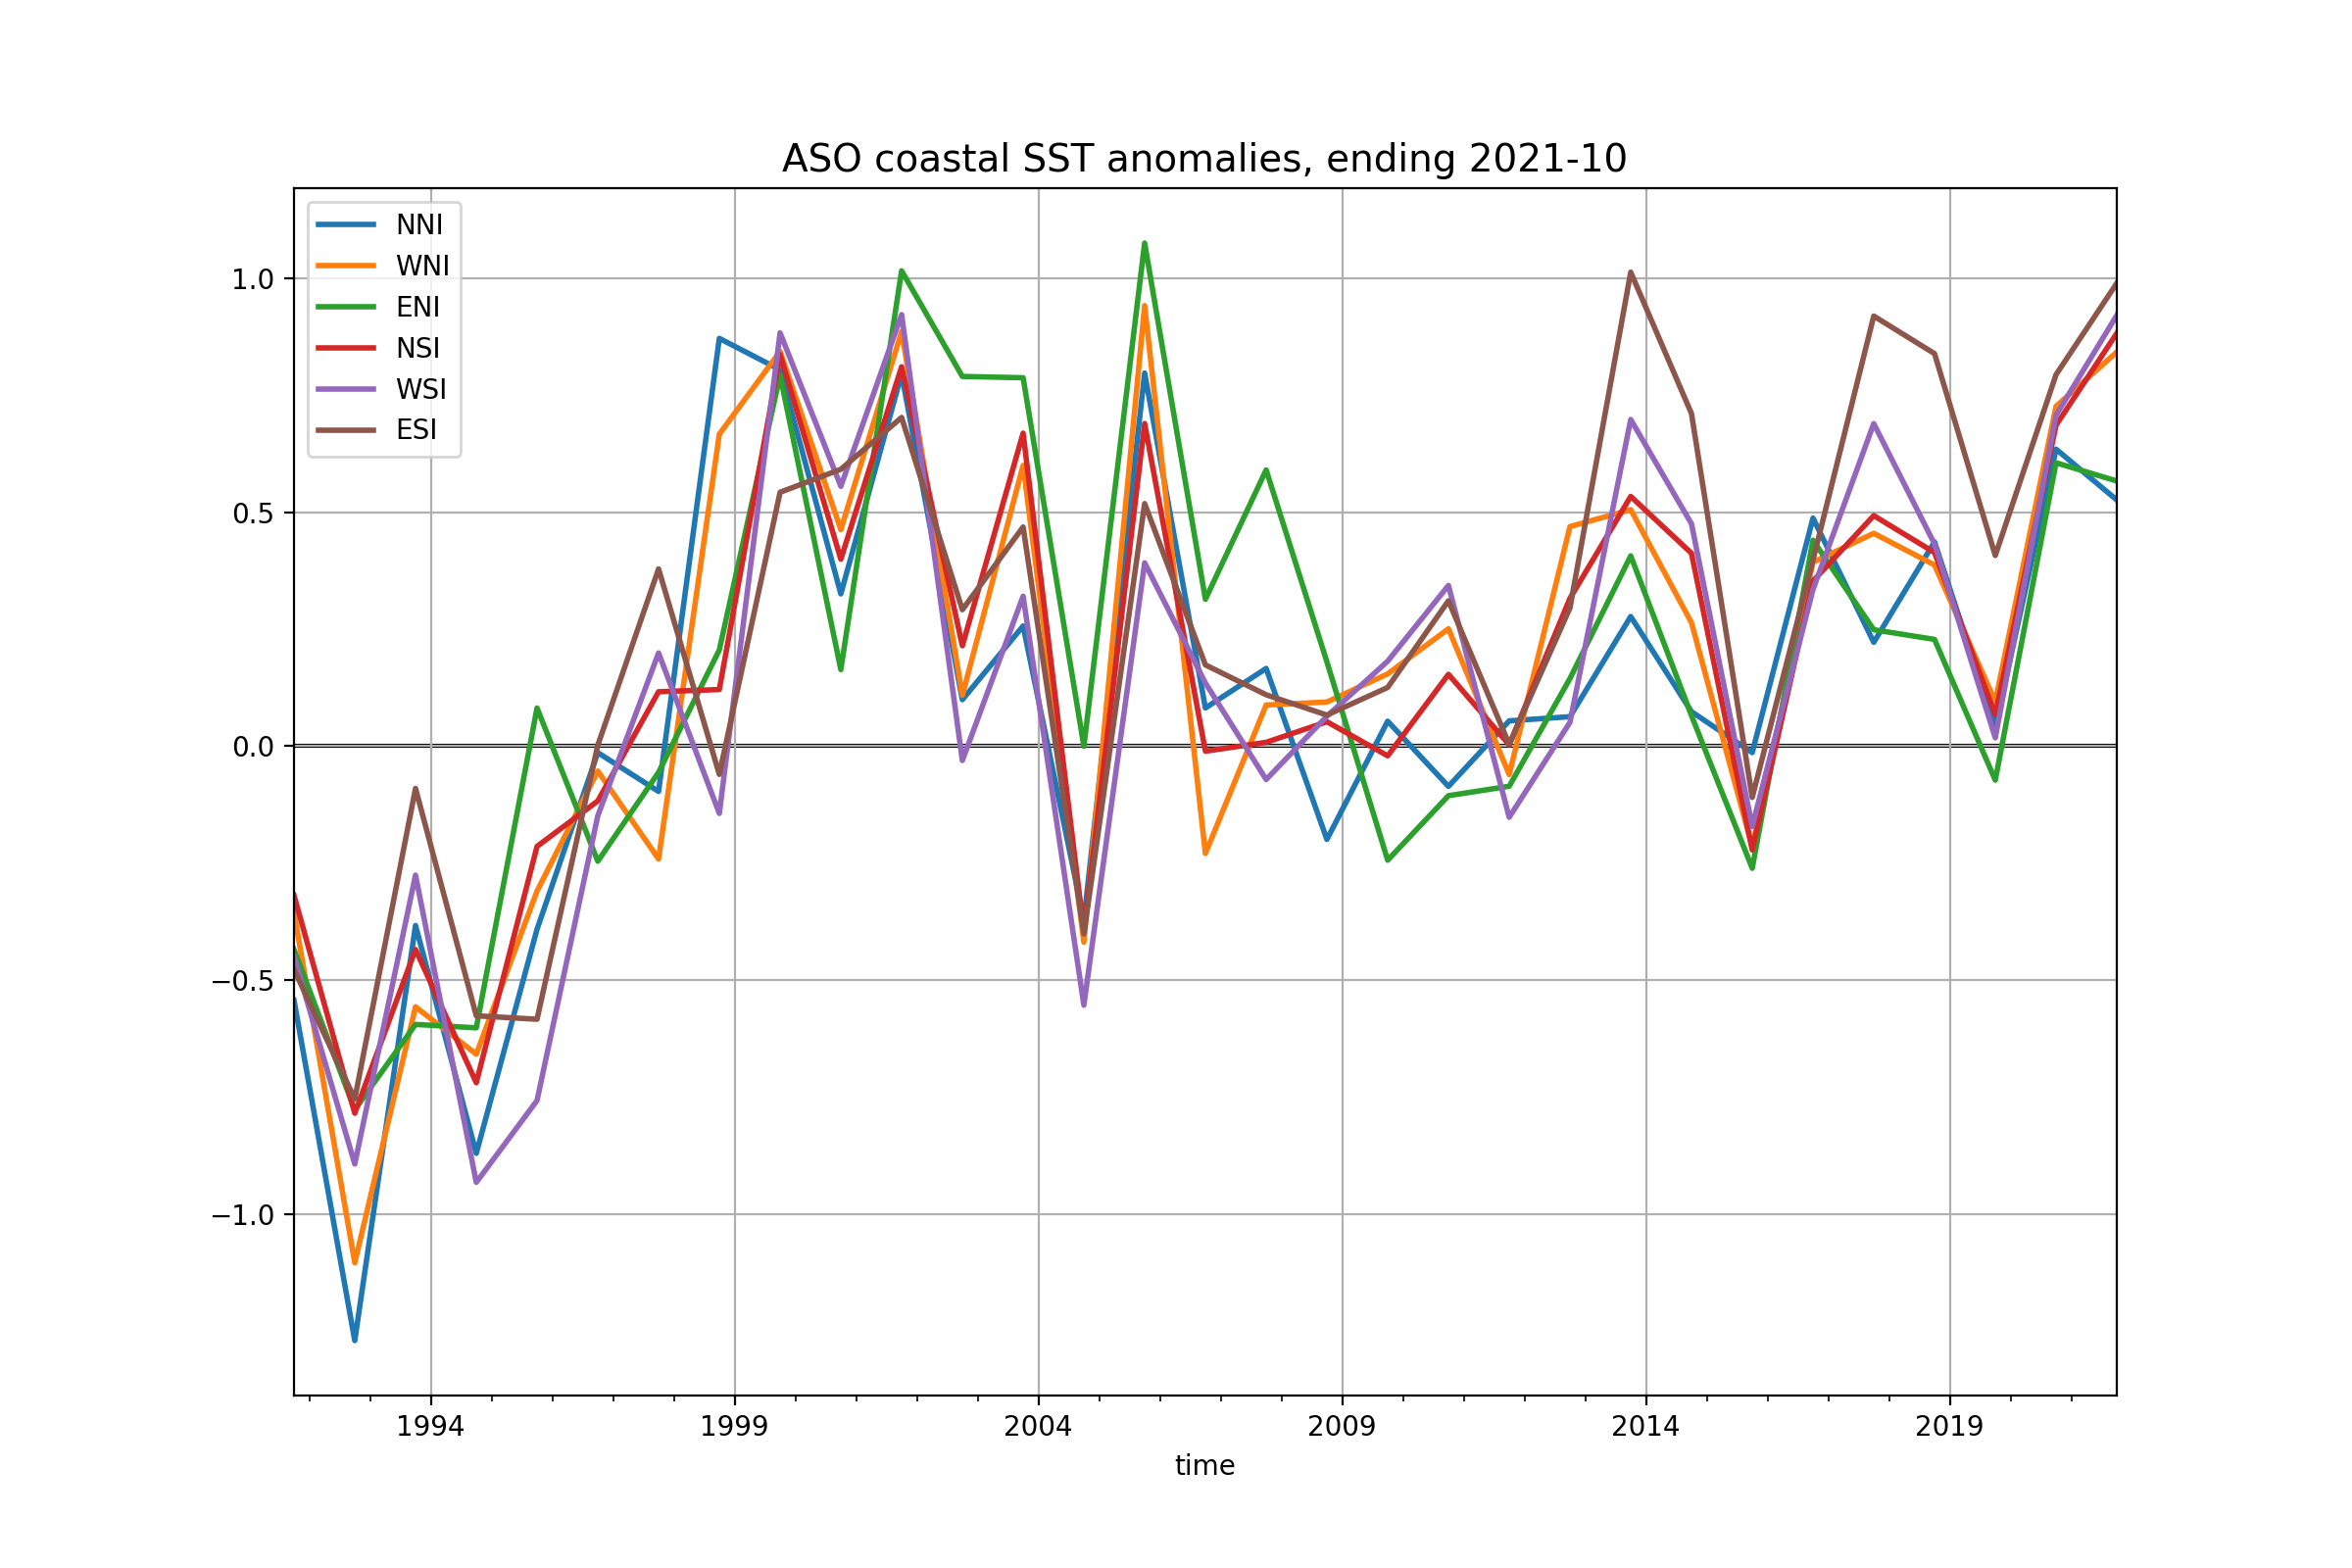 ASO coastal SST anomalies, ending 2021-10
NNI
WNI
ENI
NSI
WSI
ESI
1.0
0.5
0.0
−0.5
−1.0
1994 1999 2004 2009 2014 2019
time